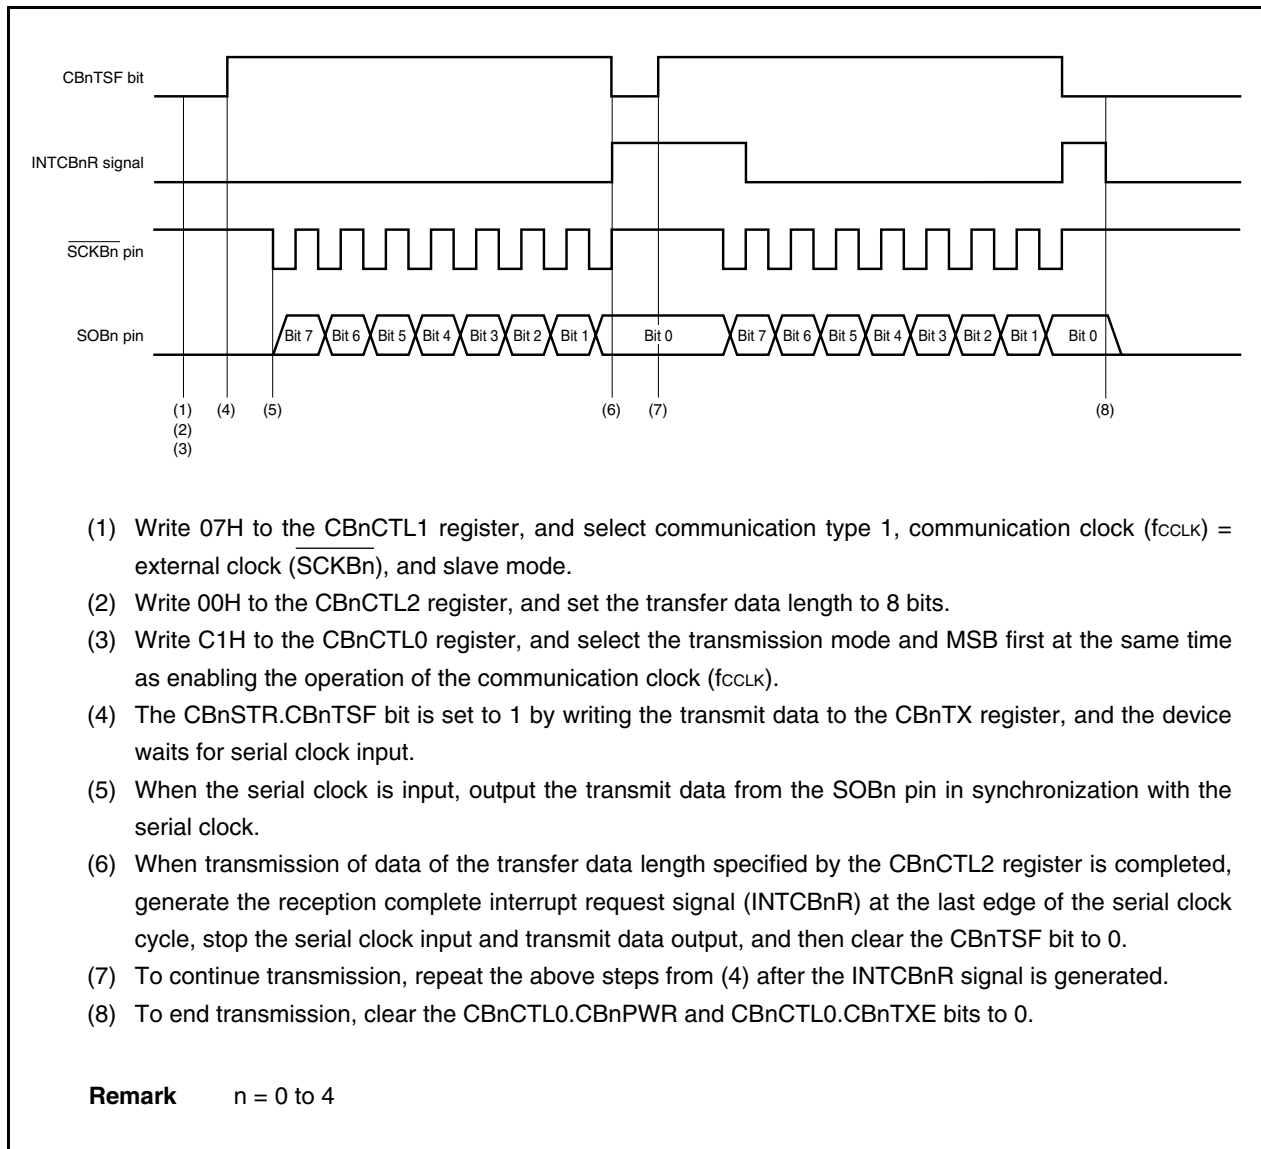 CBnTSF bit
INTCBnR signal
SCKBn pin
SOBn pin
Bit 7 Bit 6 Bit 5 Bit 4 Bit 3 Bit 2 Bit 1 Bit 0 Bit 7 Bit 6 Bit 5 Bit 4 Bit 3 Bit 2 Bit 1 Bit 0
(1) (4) (5) (6) (7) (8)
(2)
(3)
(1) Write 07H to the CBnCTL1 register, and select communication type 1, communication clock (fCCLK) =
external clock (SCKBn), and slave mode.
(2) Write 00H to the CBnCTL2 register, and set the transfer data length to 8 bits.
(3) Write C1H to the CBnCTL0 register, and select the transmission mode and MSB first at the same time
as enabling the operation of the communication clock (fCCLK).
(4) The CBnSTR.CBnTSF bit is set to 1 by writing the transmit data to the CBnTX register, and the device
waits for serial clock input.
(5) When the serial clock is input, output the transmit data from the SOBn pin in synchronization with the
serial clock.
(6) When transmission of data of the transfer data length specified by the CBnCTL2 register is completed,
generate the reception complete interrupt request signal (INTCBnR) at the last edge of the serial clock
cycle, stop the serial clock input and transmit data output, and then clear the CBnTSF bit to 0.
(7) To continue transmission, repeat the above steps from (4) after the INTCBnR signal is generated.
(8) To end transmission, clear the CBnCTL0.CBnPWR and CBnCTL0.CBnTXE bits to 0.
Remark n = 0 to 4